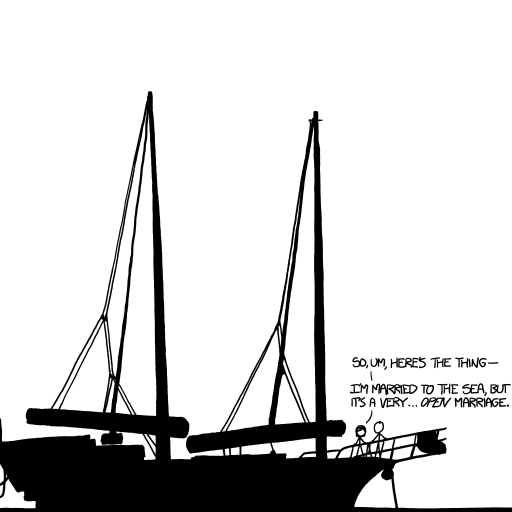 SO, UM, HERE'S THE THING—
I'M MARRIED TO THE SEA, BUT
IT'S A VERY... OPEN MARRIAGE.